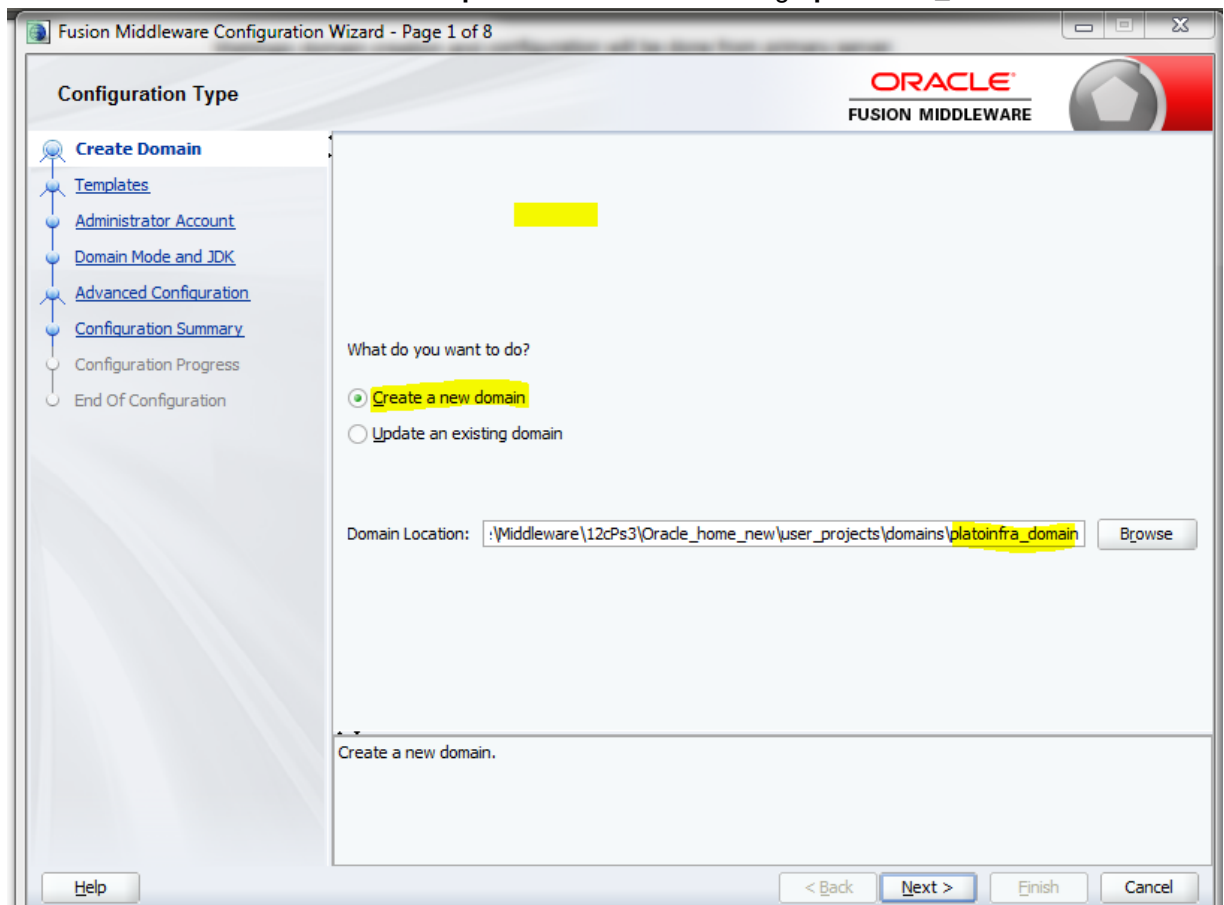 Fusion Middleware Configuration Wizard - Page 1 of 8
Configuration Type
ORACLE
FUSION MIDDLEWARE
Create Domain
Templates
Administrator Account
Domain Mode and JDK
Advanced Configuration
Configuration Summary
Configuration Progress
End Of Configuration
What do you want to do?
Create a new domain
Update an existing domain
Domain Location: :\Middleware\12cPs3\Oracle_home_new\user_projects\domains\platoinfra_domain Browse
Create a new domain.
Help < Back Next > Finish Cancel